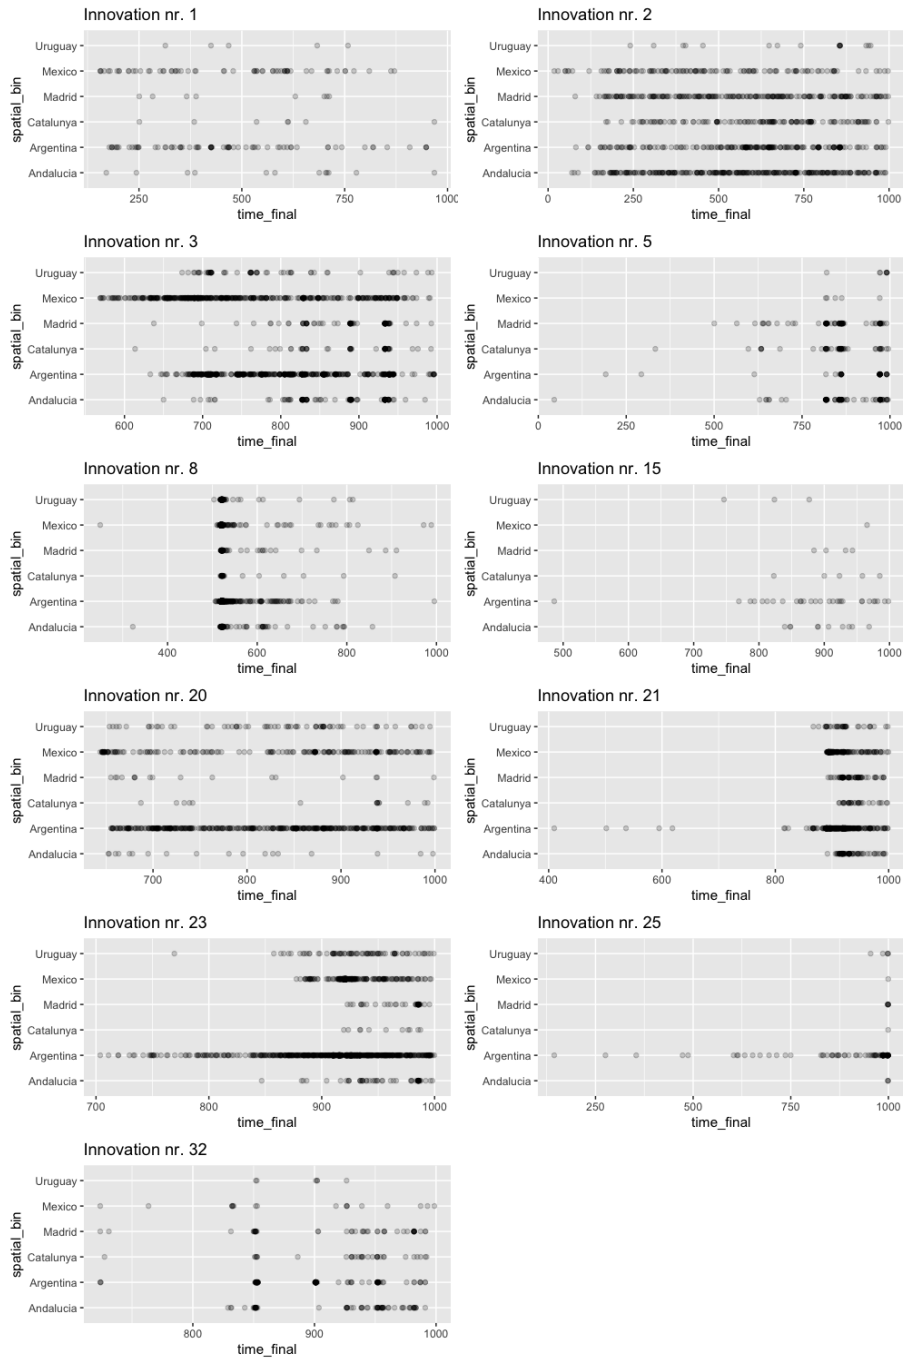 Innovation nr. 1
spatial_bin
Uruguay
Mexico
Madrid
Catalunya
Argentina
Andalucia
250 500 750 1000
time_final
Innovation nr. 2
spatial_bin
Uruguay
Mexico
Madrid
Catalunya
Argentina
Andalucia
0 250 500 750 1000
time_final
Innovation nr. 3
spatial_bin
Uruguay
Mexico
Madrid
Catalunya
Argentina
Andalucia
600 700 800 900 1000
time_final
Innovation nr. 5
spatial_bin
Uruguay
Mexico
Madrid
Catalunya
Argentina
Andalucia
0 250 500 750 1000
time_final
Innovation nr. 8
spatial_bin
Uruguay
Mexico
Madrid
Catalunya
Argentina
Andalucia
400 600 800 1000
time_final
Innovation nr. 15
spatial_bin
Uruguay
Mexico
Madrid
Catalunya
Argentina
Andalucia
500 600 700 800 900 1000
time_final
Innovation nr. 20
spatial_bin
Uruguay
Mexico
Madrid
Catalunya
Argentina
Andalucia
700 800 900 1000
time_final
Innovation nr. 21
spatial_bin
Uruguay
Mexico
Madrid
Catalunya
Argentina
Andalucia
400 600 800 1000
time_final
Innovation nr. 23
spatial_bin
Uruguay
Mexico
Madrid
Catalunya
Argentina
Andalucia
700 800 900 1000
time_final
Innovation nr. 25
spatial_bin
Uruguay
Mexico
Madrid
Catalunya
Argentina
Andalucia
250 500 750 1000
time_final
Innovation nr. 32
spatial_bin
Uruguay
Mexico
Madrid
Catalunya
Argentina
Andalucia
800 900 1000
time_final